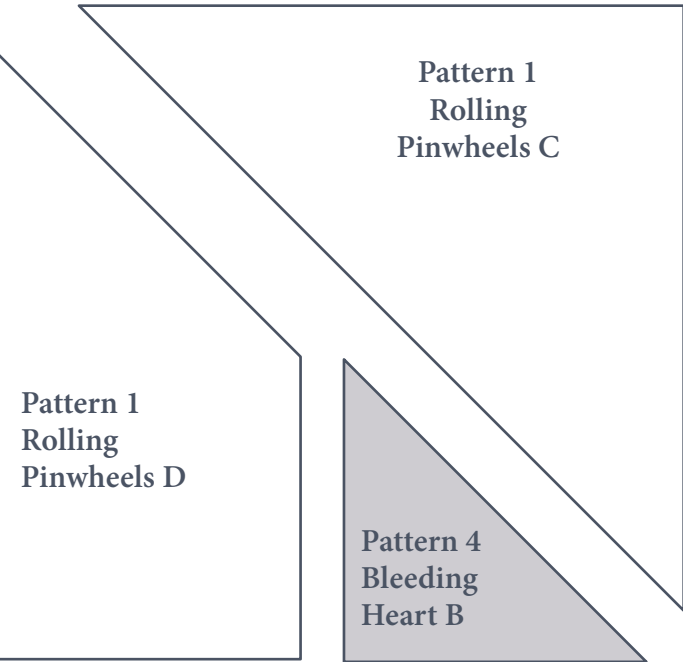 Pattern 1
Rolling
Pinwheels C
Pattern 1
Rolling
Pinwheels D
Pattern 4
Bleeding
Heart B